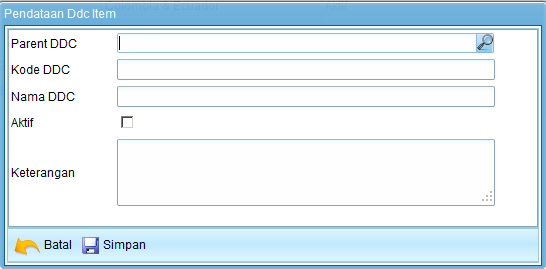 Pendataan Ddc Item
Parent DDC
Kode DDC
Nama DDC
Aktif
Keterangan
Batal Simpan